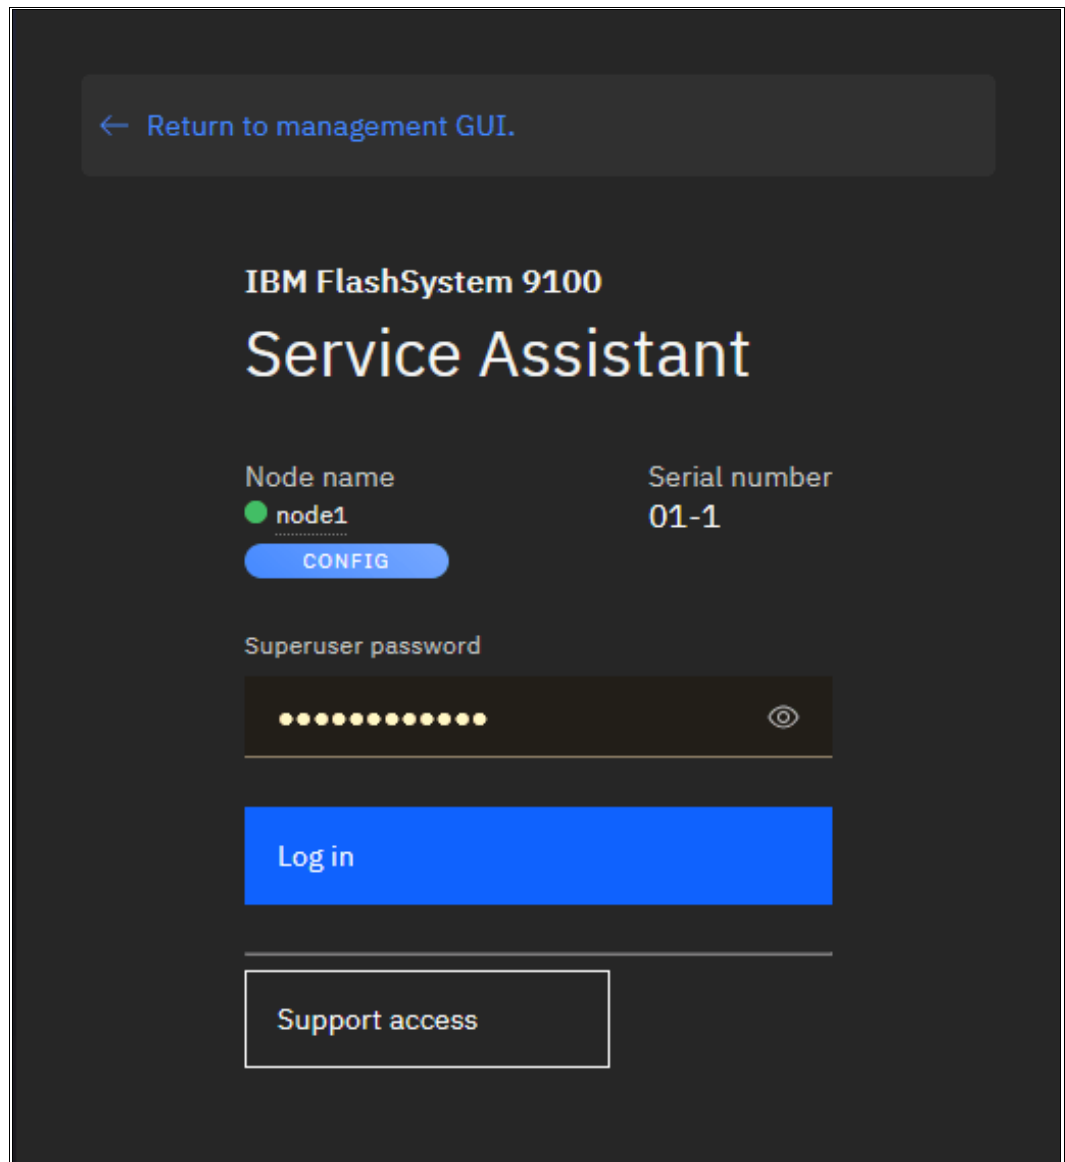 ← Return to management GUI.
IBM FlashSystem 9100
Service Assistant
Node name
Serial number
node1
01-1
CONFIG
Superuser password
••••••••••••
Log in
Support access